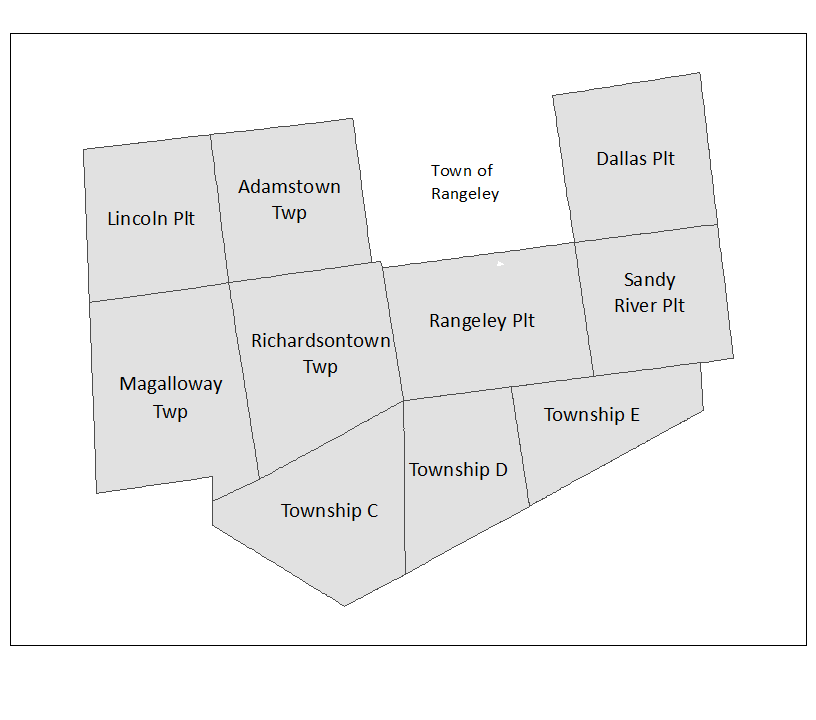 Town of
Rangeley
Dallas Plt
Adamstown
Twp
Lincoln Plt
Sandy
River Plt
Rangeley Plt
Richardsontown
Twp
Magalloway
Twp
Township E
Township D
Township C